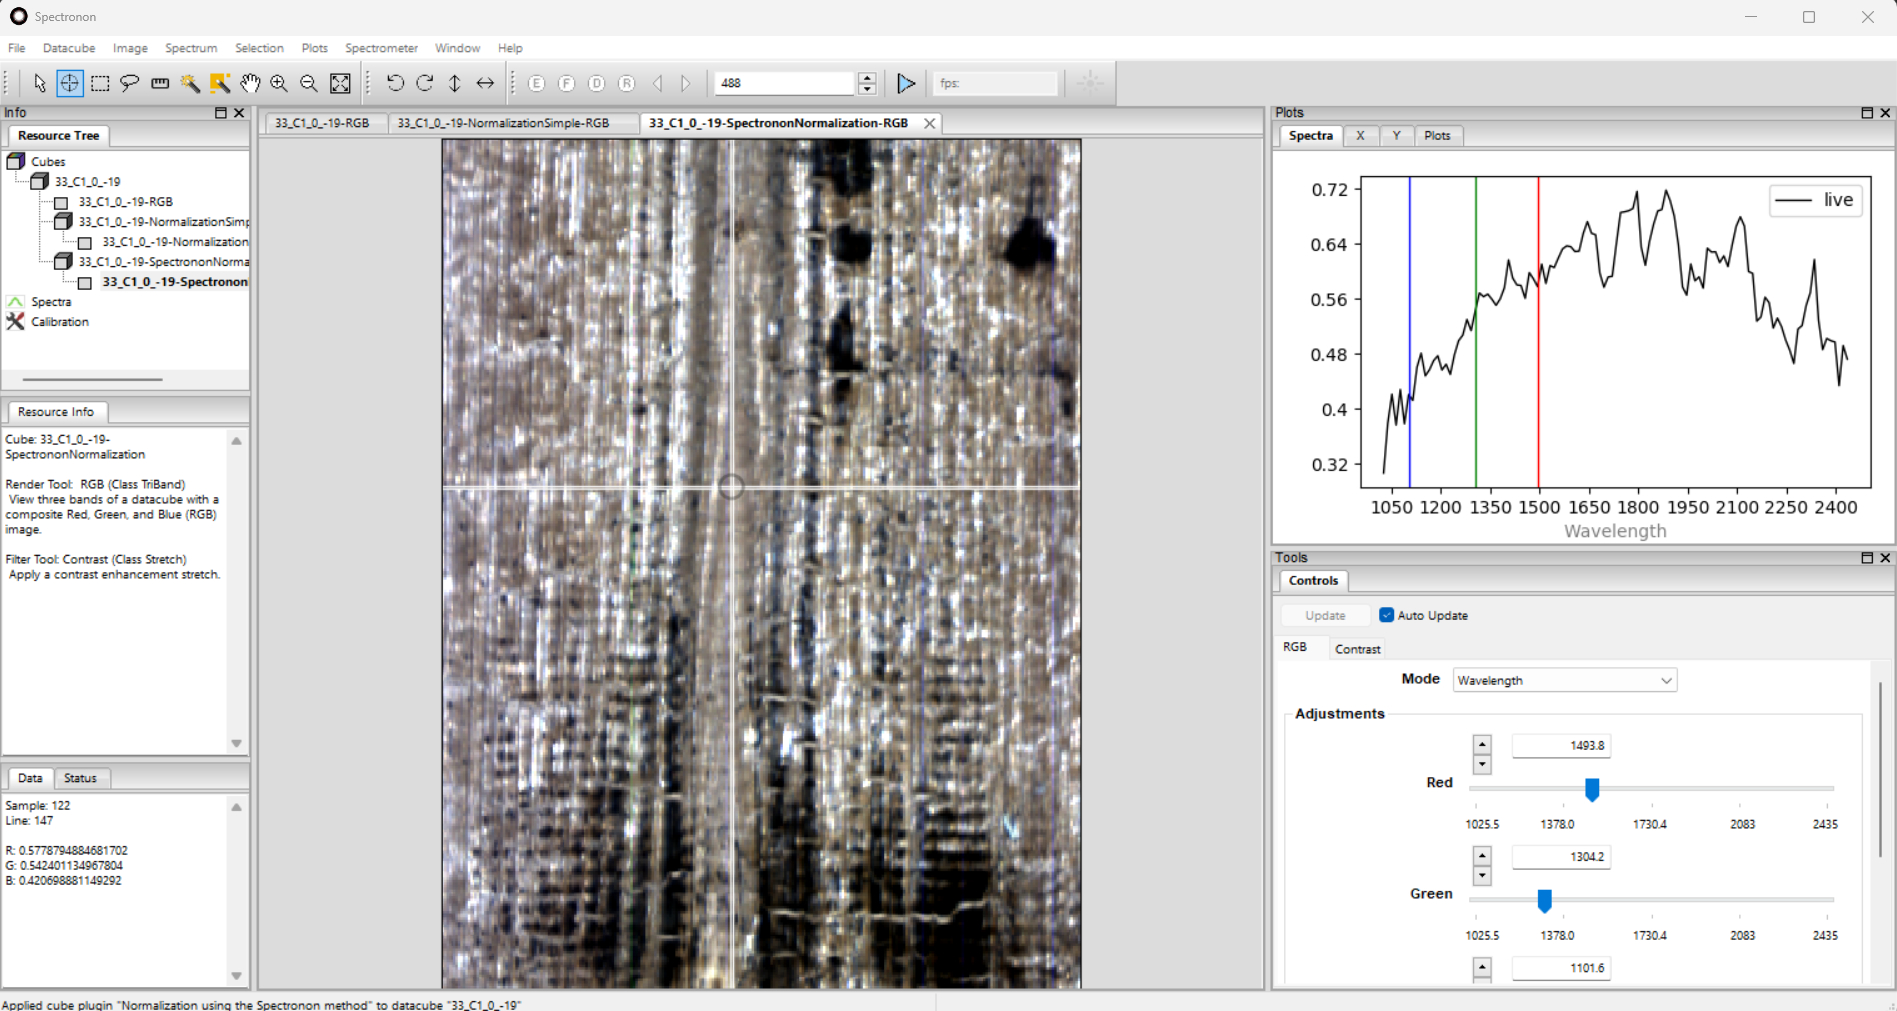 Spectronon
File Datacube Image Spectrum Selection Plots Spectrometer Window Help
E F D R 488 fps:
Info
Resource Tree
Cubes
33_C1_0_-19
33_C1_0_-19-RGB
33_C1_0_-19-NormalizationSimp
33_C1_0_-19-Normalization
33_C1_0_-19-SpectrononNorma
33_C1_0_-19-Spectronon
Spectra
Calibration
Resource Info
Cube: 33_C1_0_-19-
SpectrononNormalization
Render Tool: RGB (Class TriBand)
View three bands of a datacube with a
composite Red, Green, and Blue (RGB)
image.
Filter Tool: Contrast (Class Stretch)
Apply a contrast enhancement stretch.
Data Status
Sample: 122
Line: 147
R: 0.5778794884681702
G: 0.542401134967804
B: 0.420698881149292
33_C1_0_-19-RGB 33_C1_0_-19-NormalizationSimple-RGB 33_C1_0_-19-SpectrononNormalization-RGB
Plots
Spectra X Y Plots
live
0.72
0.64
0.56
0.48
0.4
0.32
1050 1200 1350 1500 1650 1800 1950 2100 2250 2400
Wavelength
Tools
Controls
Update Auto Update
RGB Contrast
Mode Wavelength
Adjustments
1493.8
Red
1025.5 1378.0 1730.4 2083 2435
1304.2
Green
1025.5 1378.0 1730.4 2083 2435
1101.6
Applied cube plugin "Normalization using the Spectronon method" to datacube "33_C1_0_-19"